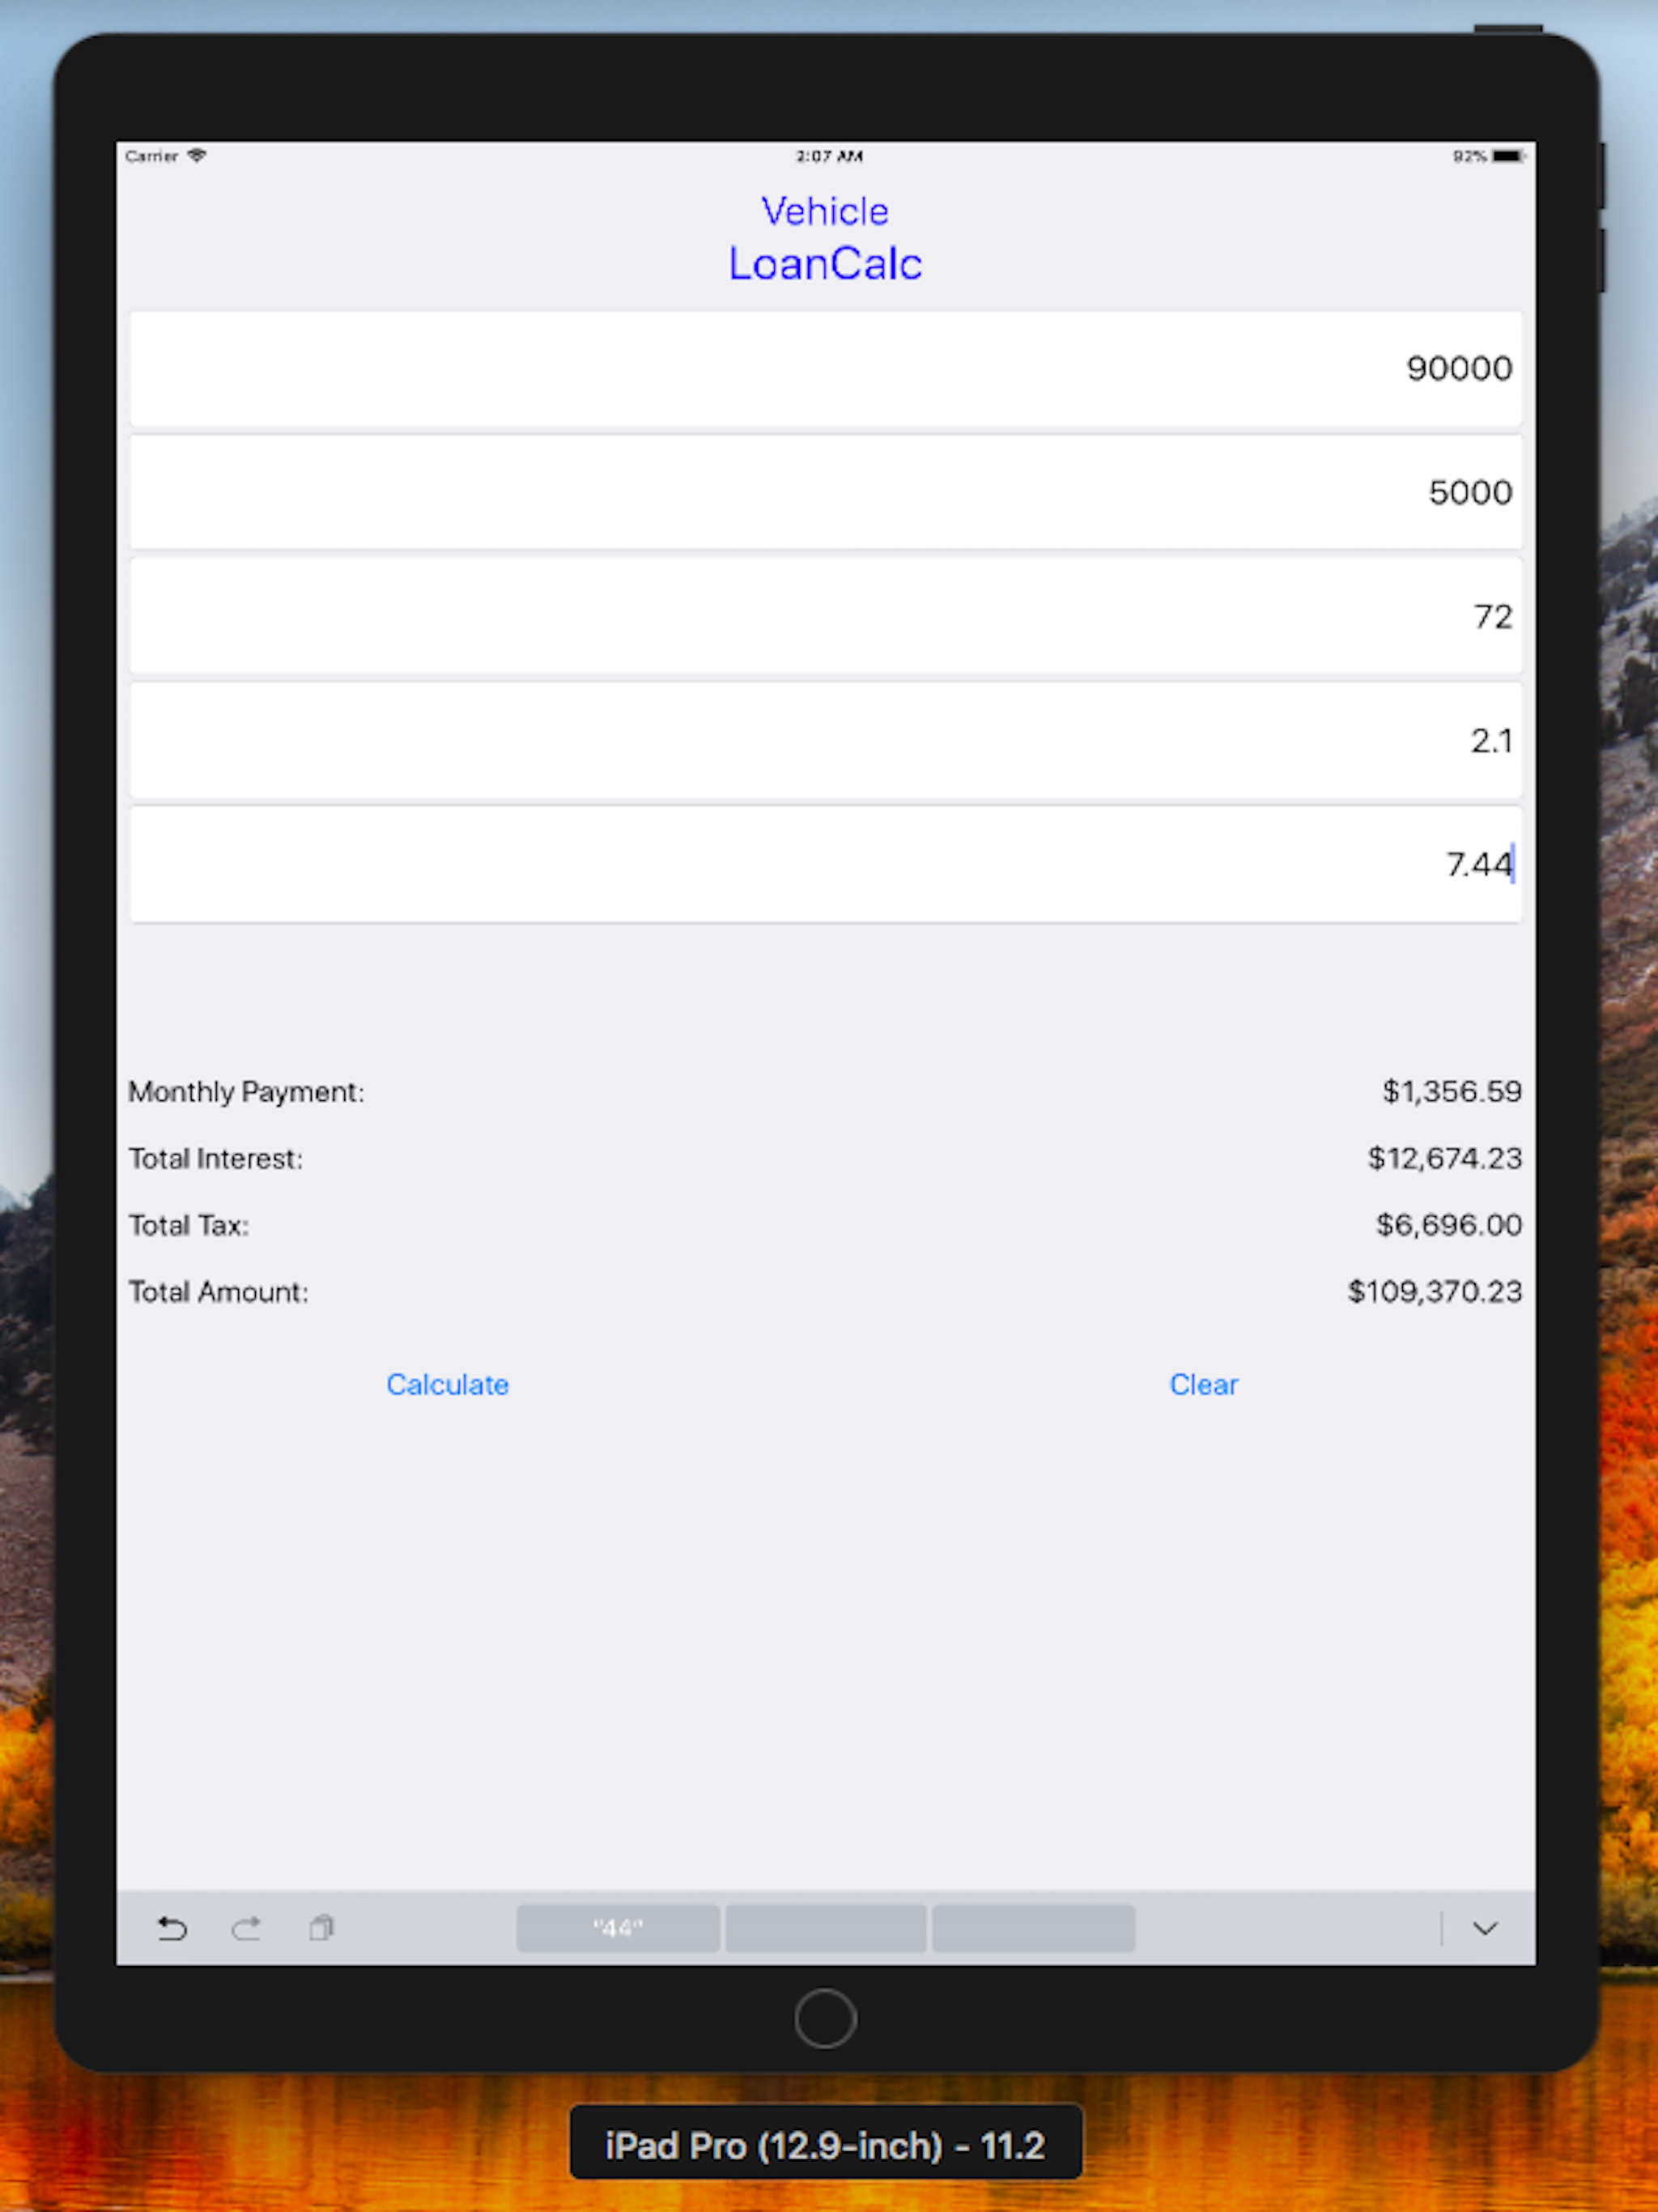 Carrier 2:07 AM 92%
Vehicle
LoanCalc
90000
5000
72
2.1
7.44
Monthly Payment: $1,356.59
Total Interest: $12,674.23
Total Tax: $6,696.00
Total Amount: $109,370.23
Calculate Clear
"44"
iPad Pro (12.9-inch) - 11.2